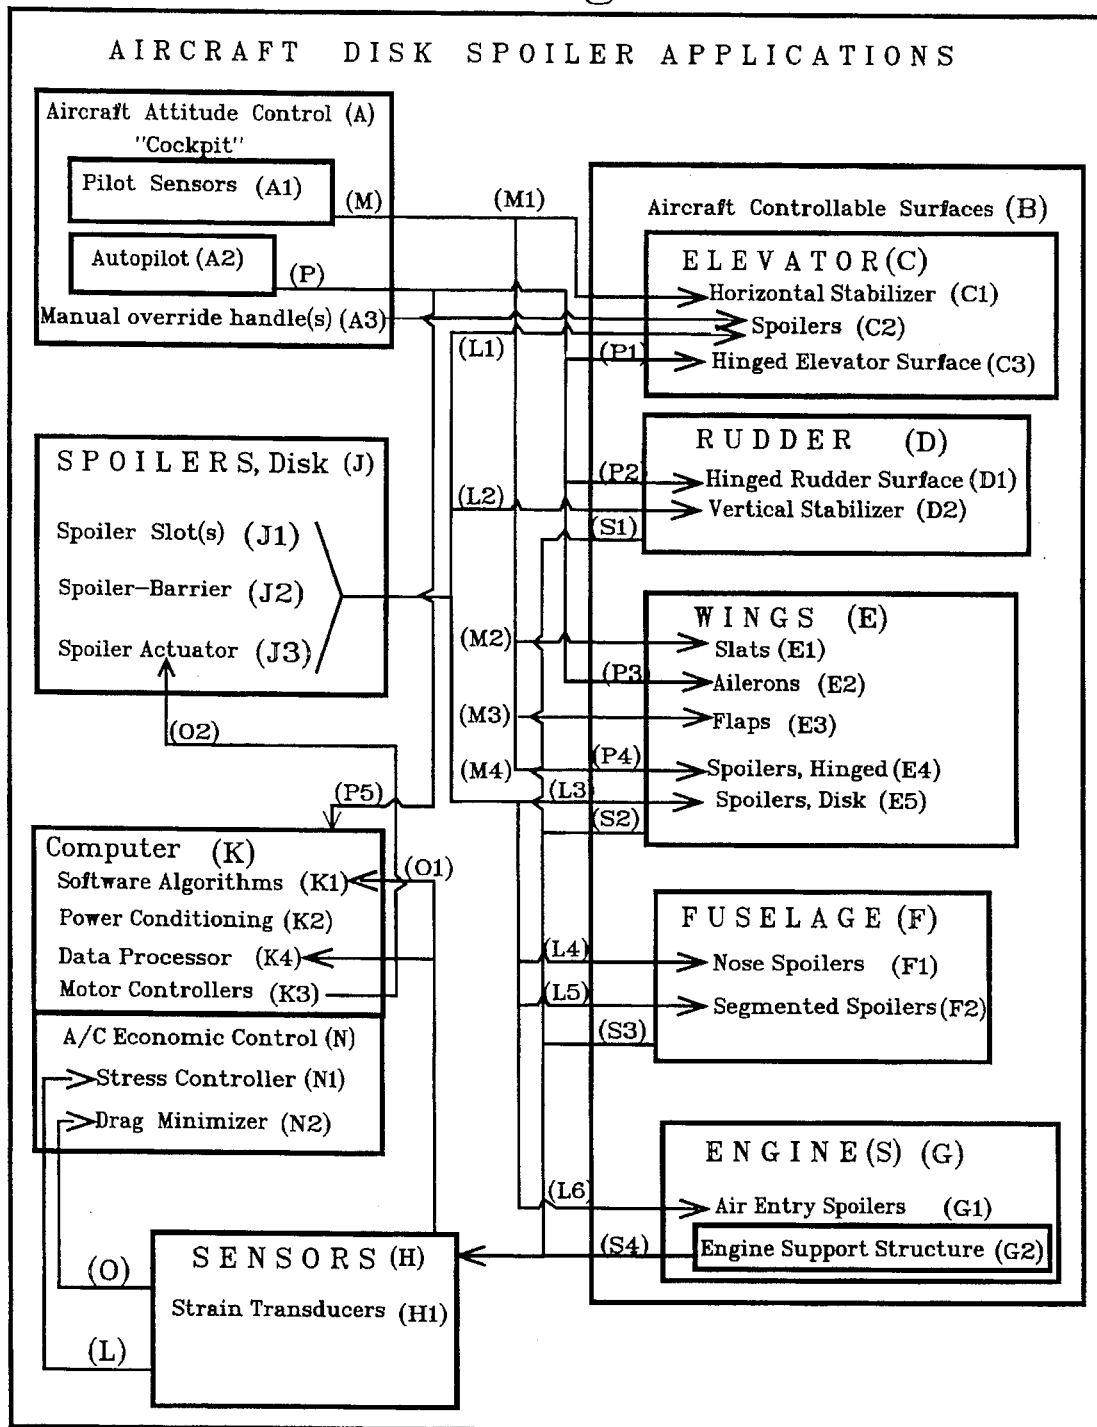 AIRCRAFT DISK SPOILER APPLICATIONS
Aircraft Attitude Control (A)
"Cockpit"
Pilot Sensors (A1)
(M)
(M1)
Autopilot (A2)
(P)
Manual override handle(s) (A3)
(L1)
(P1)
Aircraft Controllable Surfaces (B)
ELEVATOR (C)
Horizontal Stabilizer (C1)
Spoilers (C2)
Hinged Elevator Surface (C3)
SPOILERS, Disk (J)
Spoiler Slot(s) (J1)
Spoiler-Barrier (J2)
Spoiler Actuator (J3)
(O2)
(L2)
(P2)
(S1)
RUDDER (D)
Hinged Rudder Surface (D1)
Vertical Stabilizer (D2)
(M2)
(P3)
(M3)
(M4)
(P4)
(L3)
(S2)
WINGS (E)
Slats (E1)
Ailerons (E2)
Flaps (E3)
Spoilers, Hinged (E4)
Spoilers, Disk (E5)
(P5)
Computer (K)
(O1)
Software Algorithms (K1)
Power Conditioning (K2)
Data Processor (K4)
Motor Controllers (K3)
A/C Economic Control (N)
Stress Controller (N1)
Drag Minimizer (N2)
(L4)
(L5)
(S3)
FUSELAGE (F)
Nose Spoilers (F1)
Segmented Spoilers (F2)
(L6)
(S4)
ENGINE(S) (G)
Air Entry Spoilers (G1)
Engine Support Structure (G2)
(O)
(L)
SENSORS (H)
Strain Transducers (H1)